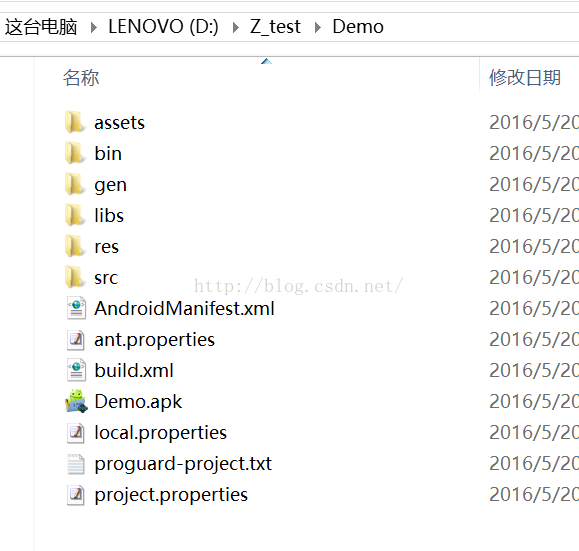 这台电脑 LENOVO (D:) Z_test Demo
名称 修改日期
assets 2016/5/20
bin 2016/5/20
gen 2016/5/20
libs 2016/5/20
res 2016/5/20
src 2016/5/20
http://blog.csdn.net/
AndroidManifest.xml 2016/5/20
ant.properties 2016/5/20
build.xml 2016/5/20
Demo.apk 2016/5/20
local.properties 2016/5/20
proguard-project.txt 2016/5/20
project.properties 2016/5/20